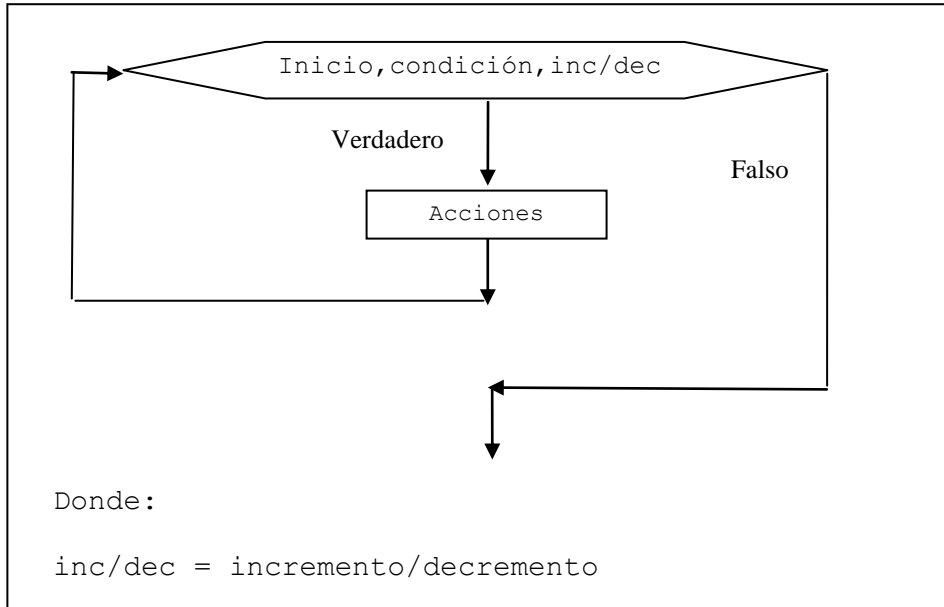 Inicio,condición,inc/dec
Verdadero
Falso
Acciones
Donde:
inc/dec = incremento/decremento